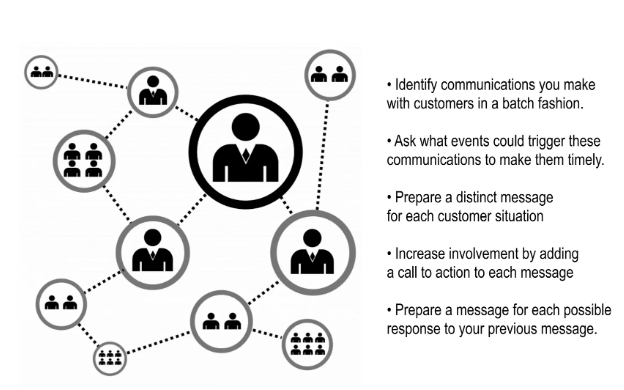 • Identify communications you make
with customers in a batch fashion.
• Ask what events could trigger these
communications to make them timely.
• Prepare a distinct message
for each customer situation
• Increase involvement by adding
a call to action to each message
• Prepare a message for each possible
response to your previous message.